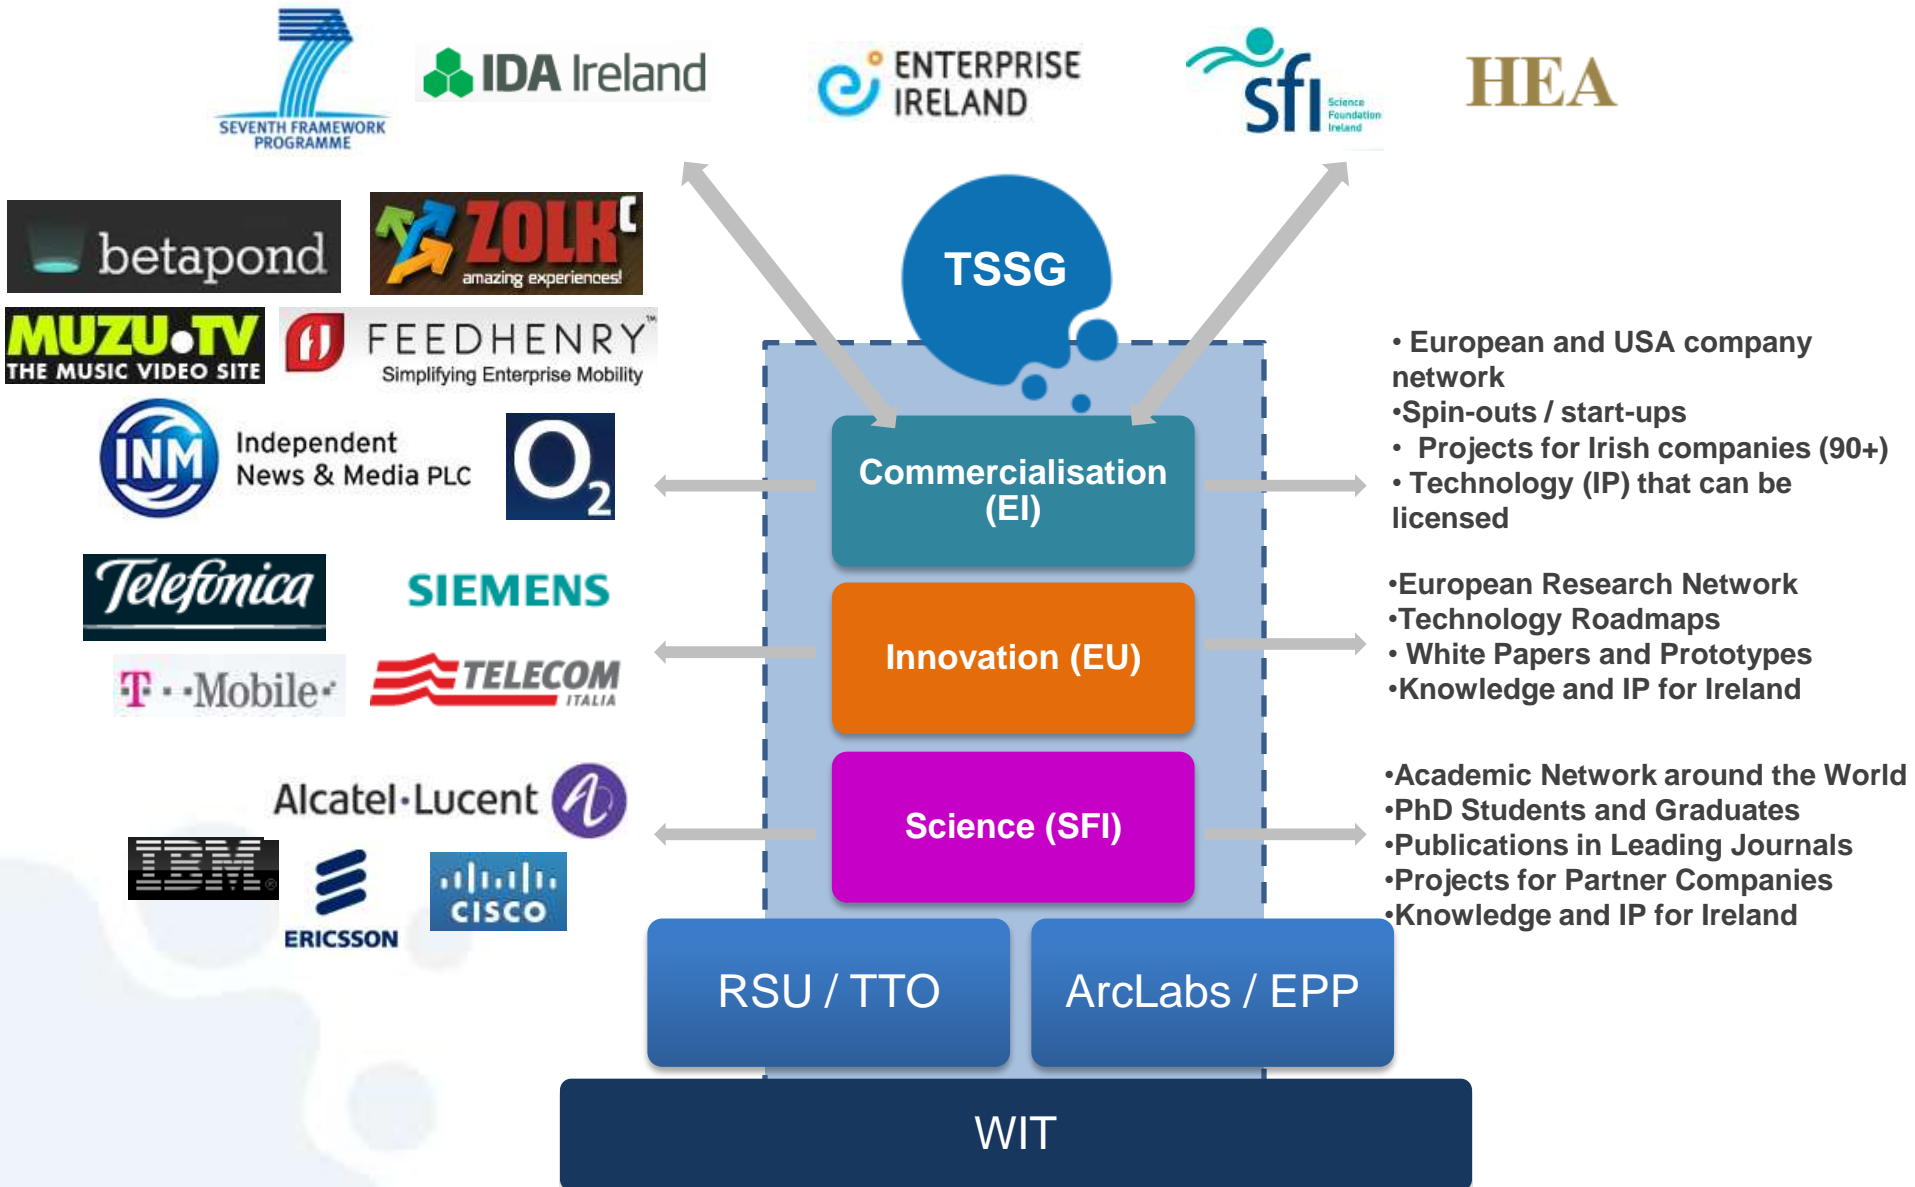 7
SEVENTH FRAMEWORK
PROGRAMME
IDA Ireland
ENTERPRISE
IRELAND
sfi
Science
Foundation
Ireland
HEA
betapond
ZOLK C
amazing experiences!
MUZU.TV
THE MUSIC VIDEO SITE
FEEDHENRY™
Simplifying Enterprise Mobility
INM
Independent
News & Media PLC
O2
Telefónica
SIEMENS
T··Mobile·
TELECOM
ITALIA
Alcatel·Lucent
IBM®
ERICSSON
CISCO
TSSG
Commercialisation
(EI)
Innovation (EU)
Science (SFI)
RSU / TTO
ArcLabs / EPP
WIT
• European and USA company
network
•Spin-outs / start-ups
• Projects for Irish companies (90+)
• Technology (IP) that can be
licensed
•European Research Network
•Technology Roadmaps
• White Papers and Prototypes
•Knowledge and IP for Ireland
•Academic Network around the World
•PhD Students and Graduates
•Publications in Leading Journals
•Projects for Partner Companies
•Knowledge and IP for Ireland